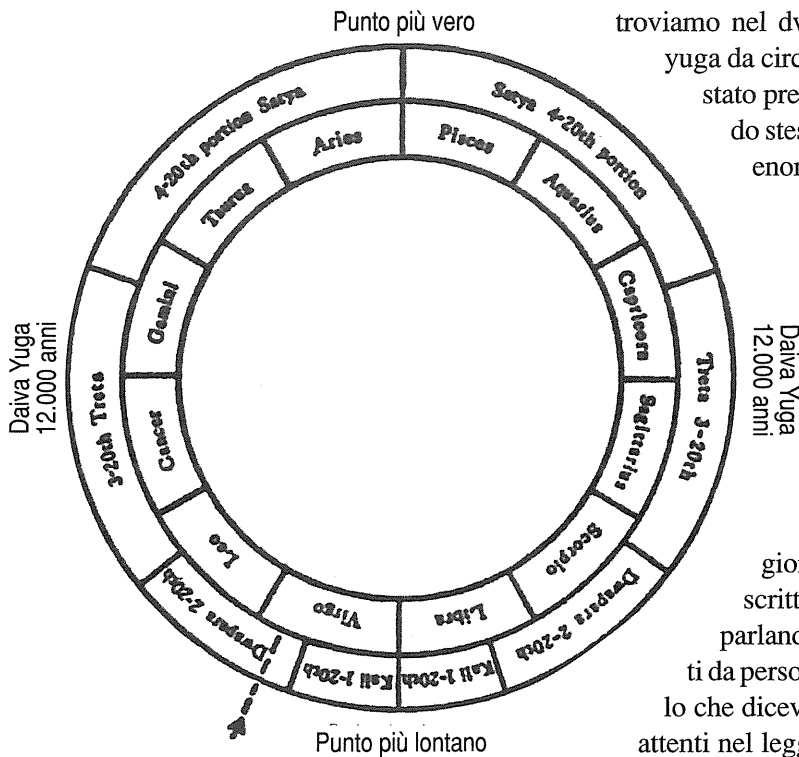 Punto più vero
troviamo nel dv
yuga da circ
stato pre
do stes
enor
4-20th portion Satya
Satya 4-20th portion
Aries
Pisces
Taurus
Aquarius
Gemini
Capricorn
Daiva Yuga
12.000 anni
3-20th Treta
Cancer
Sagittarius
Treta 3-20th
Daiva Yuga
12.000 anni
Leo
Scorpio
Virgo
Libra
Dwapara 2-20th
Kali 1-20th
Kali 1-20th
Dwapara 2-20th
gion
scritt
parland
ti da perso
lo che dicev
Punto più lontano
attenti nel legg